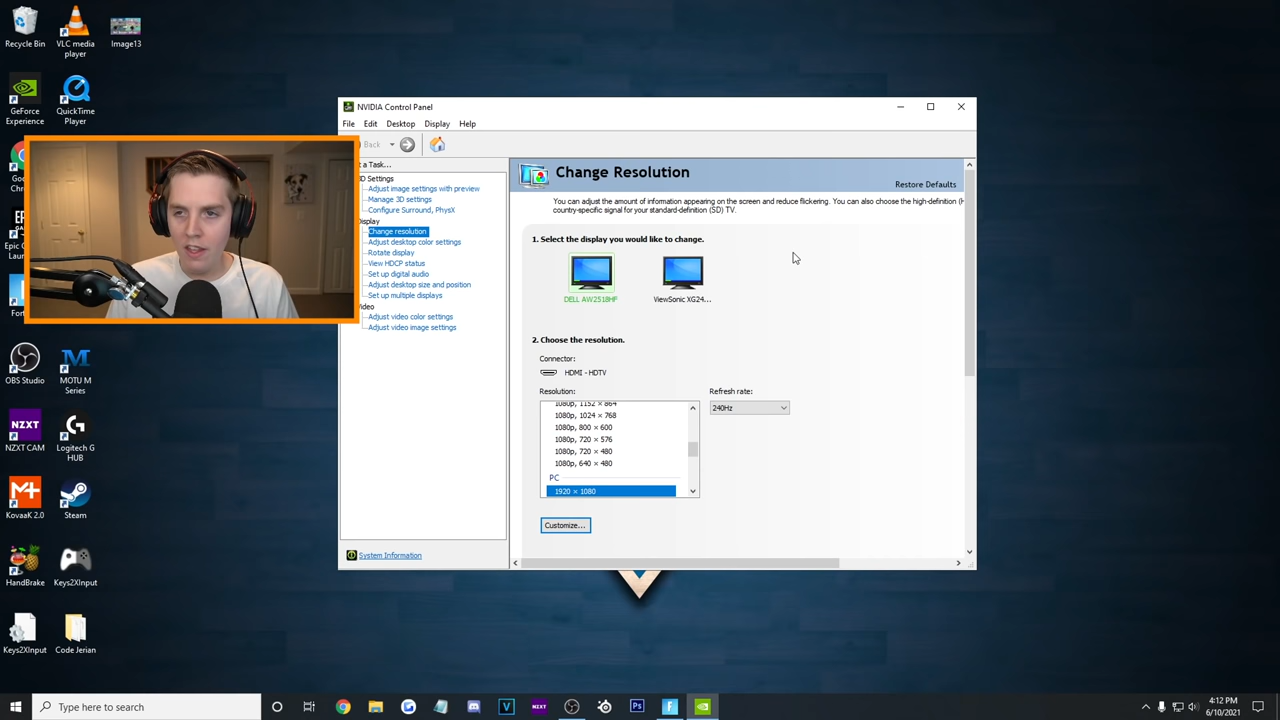 Recycle Bin
VLC media
player
Image13
GeForce
Experience
QuickTime
Player
OBS Studio
MOTU M
Series
NZXT
NZXT CAM
Logitech G
HUB
KovaaK 2.0
Steam
HandBrake
Keys2XInput
Keys2XInput
Code Jerian
NVIDIA Control Panel
File Edit Desktop Display Help
Back
a Task...
3D Settings
Adjust image settings with preview
Manage 3D settings
Configure Surround, PhysX
Display
Change resolution
Adjust desktop color settings
Rotate display
View HDCP status
Set up digital audio
Adjust desktop size and position
Set up multiple displays
Video
Adjust video color settings
Adjust video image settings
System Information
Change Resolution
Restore Defaults
You can adjust the amount of information appearing on the screen and reduce flickering. You can also choose the high-definition (H
country-specific signal for your standard-definition (SD) TV.
1. Select the display you would like to change.
DELL AW2518HF
ViewSonic XG24...
2. Choose the resolution.
Connector:
HDMI - HDTV
Resolution:
Refresh rate:
1080p, 1152 × 864
240Hz
1080p, 1024 × 768
1080p, 800 × 600
1080p, 720 × 576
1080p, 720 × 480
1080p, 640 × 480
PC
1920 × 1080
Customize...
Type here to search
NZXT
4:12 PM
6/10/2021